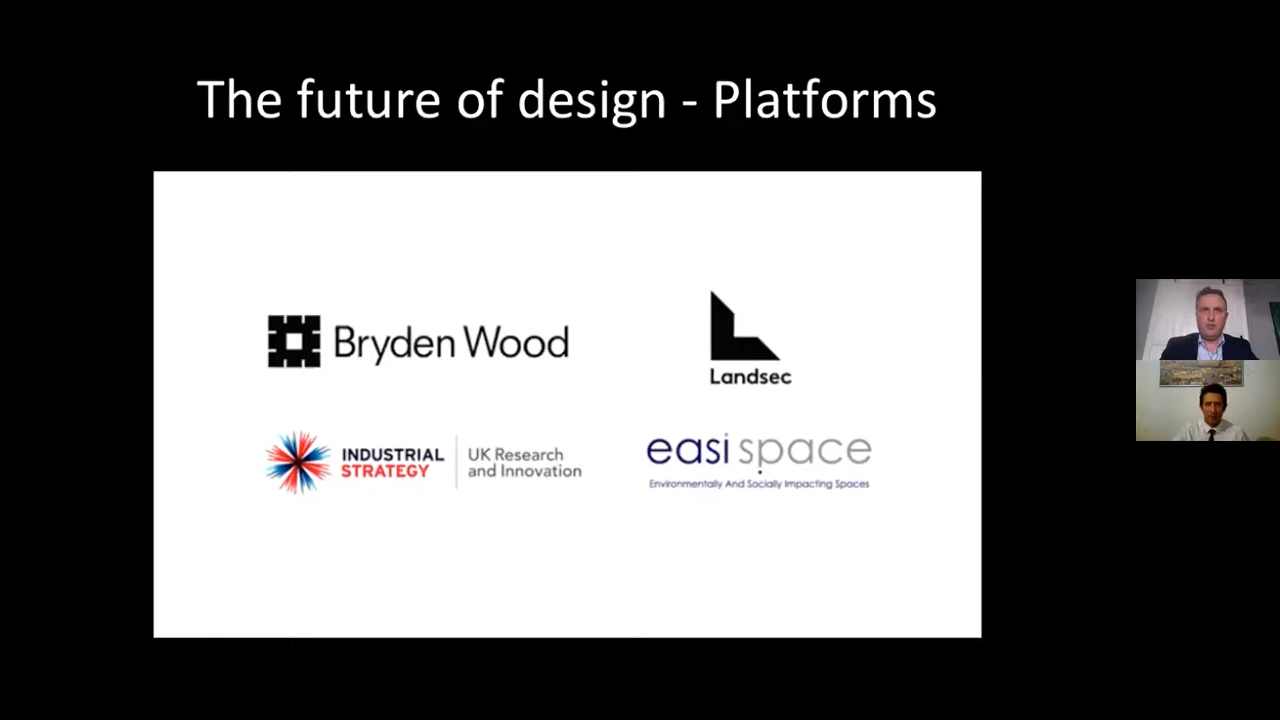 The future of design - Platforms
Bryden Wood
Landsec
INDUSTRIAL
STRATEGY
UK Research
and Innovation
easi space
Environmentally And Socially Impacting Spaces